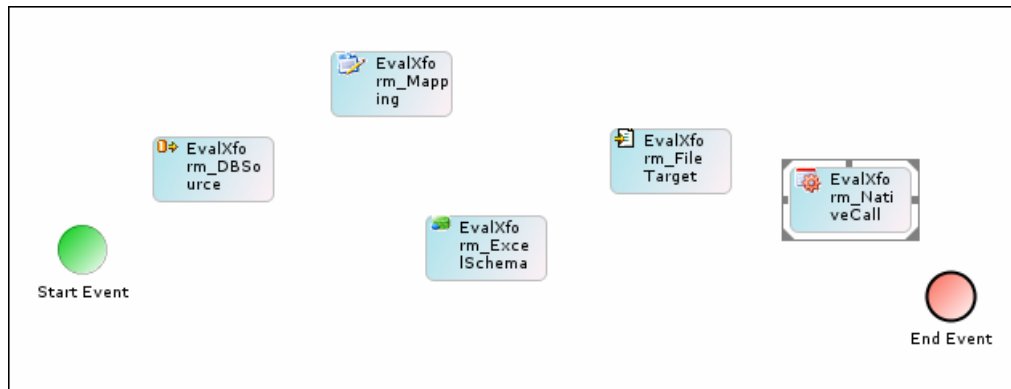 EvalXfo
rm_Mapp
ing
EvalXfo
rm_DBSo
urce
EvalXfo
rm_File
Target
EvalXfo
rm_Nati
veCall
EvalXfo
rm_Exce
lSchema
Start Event
End Event